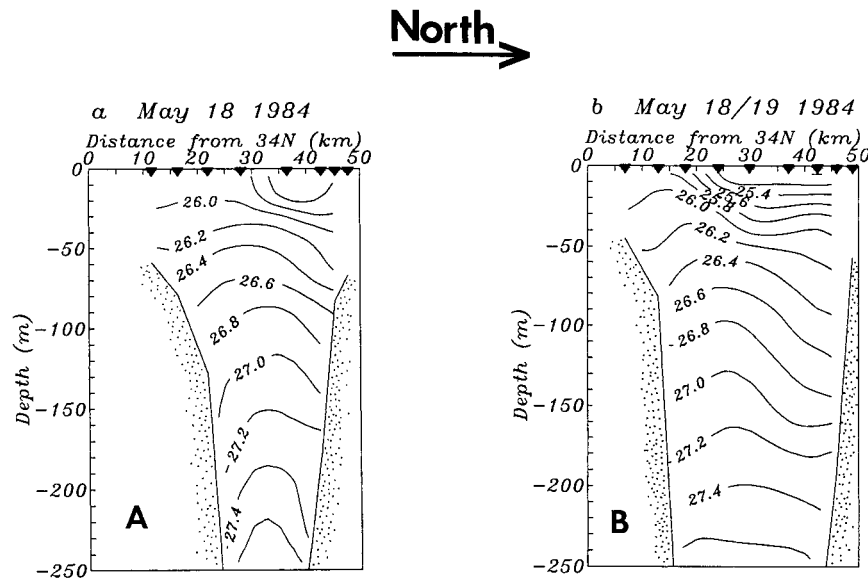 North
a May 18 1984
Distance from 34N (km)
0 10 20 30 40 50
0
-50
-100
-150
-200
-250
Depth (m)
26.0
26.2
26.4
26.6
26.8
27.0
27.2
27.4
A
b May 18/19 1984
Distance from 34N (km)
0 10 20 30 40 50
0
-50
-100
-150
-200
-250
Depth (m)
25.4
25.6
25.8
26.0
26.2
26.4
26.6
26.8
27.0
27.2
27.4
B